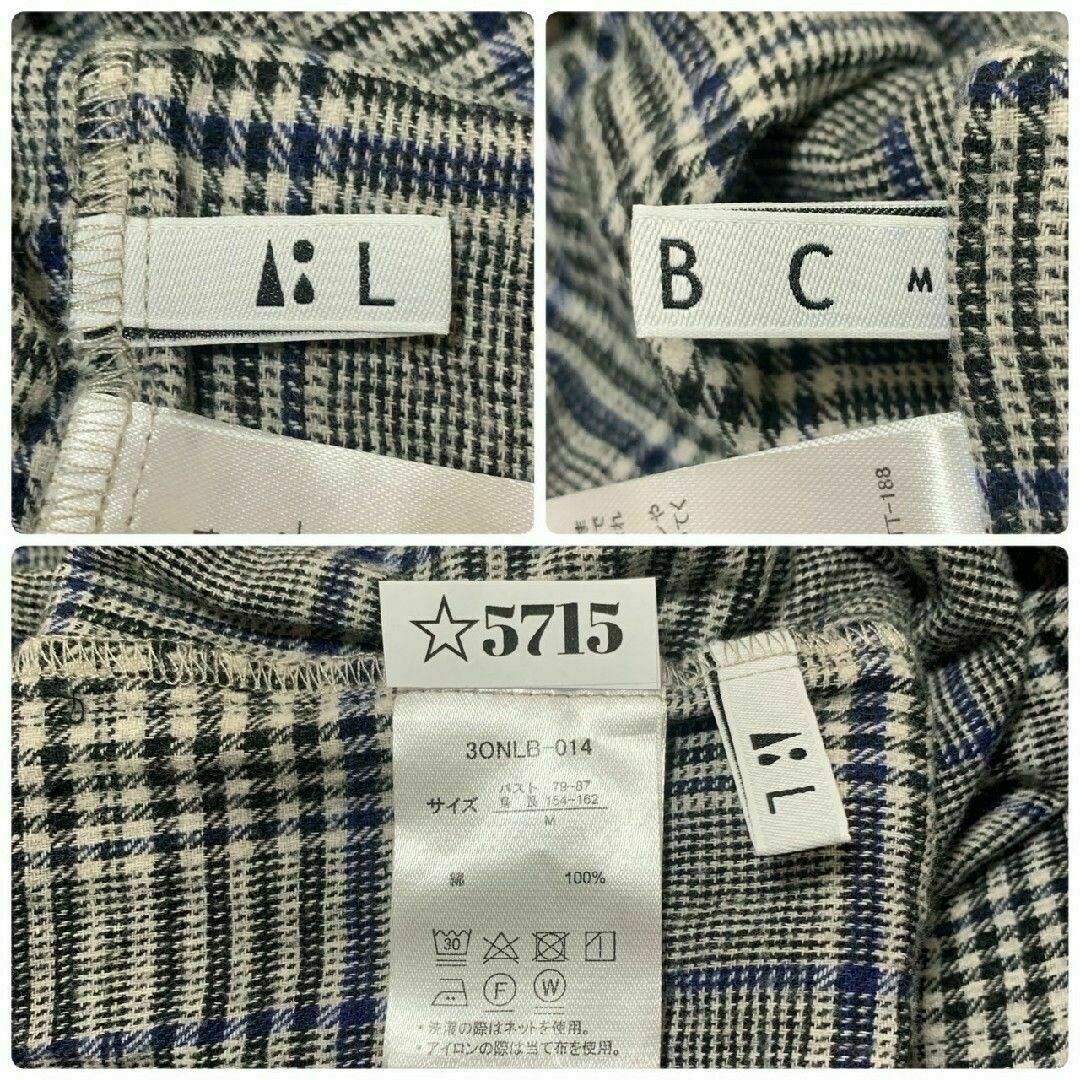 L
B C M
TT-188
☆5715
3ONLB-014
サイズ
バスト 79-87
身長 154-162
M
綿 100%
30
F W
L
・洗濯の際はネットを使用。
・アイロンの際は当て布を使用。